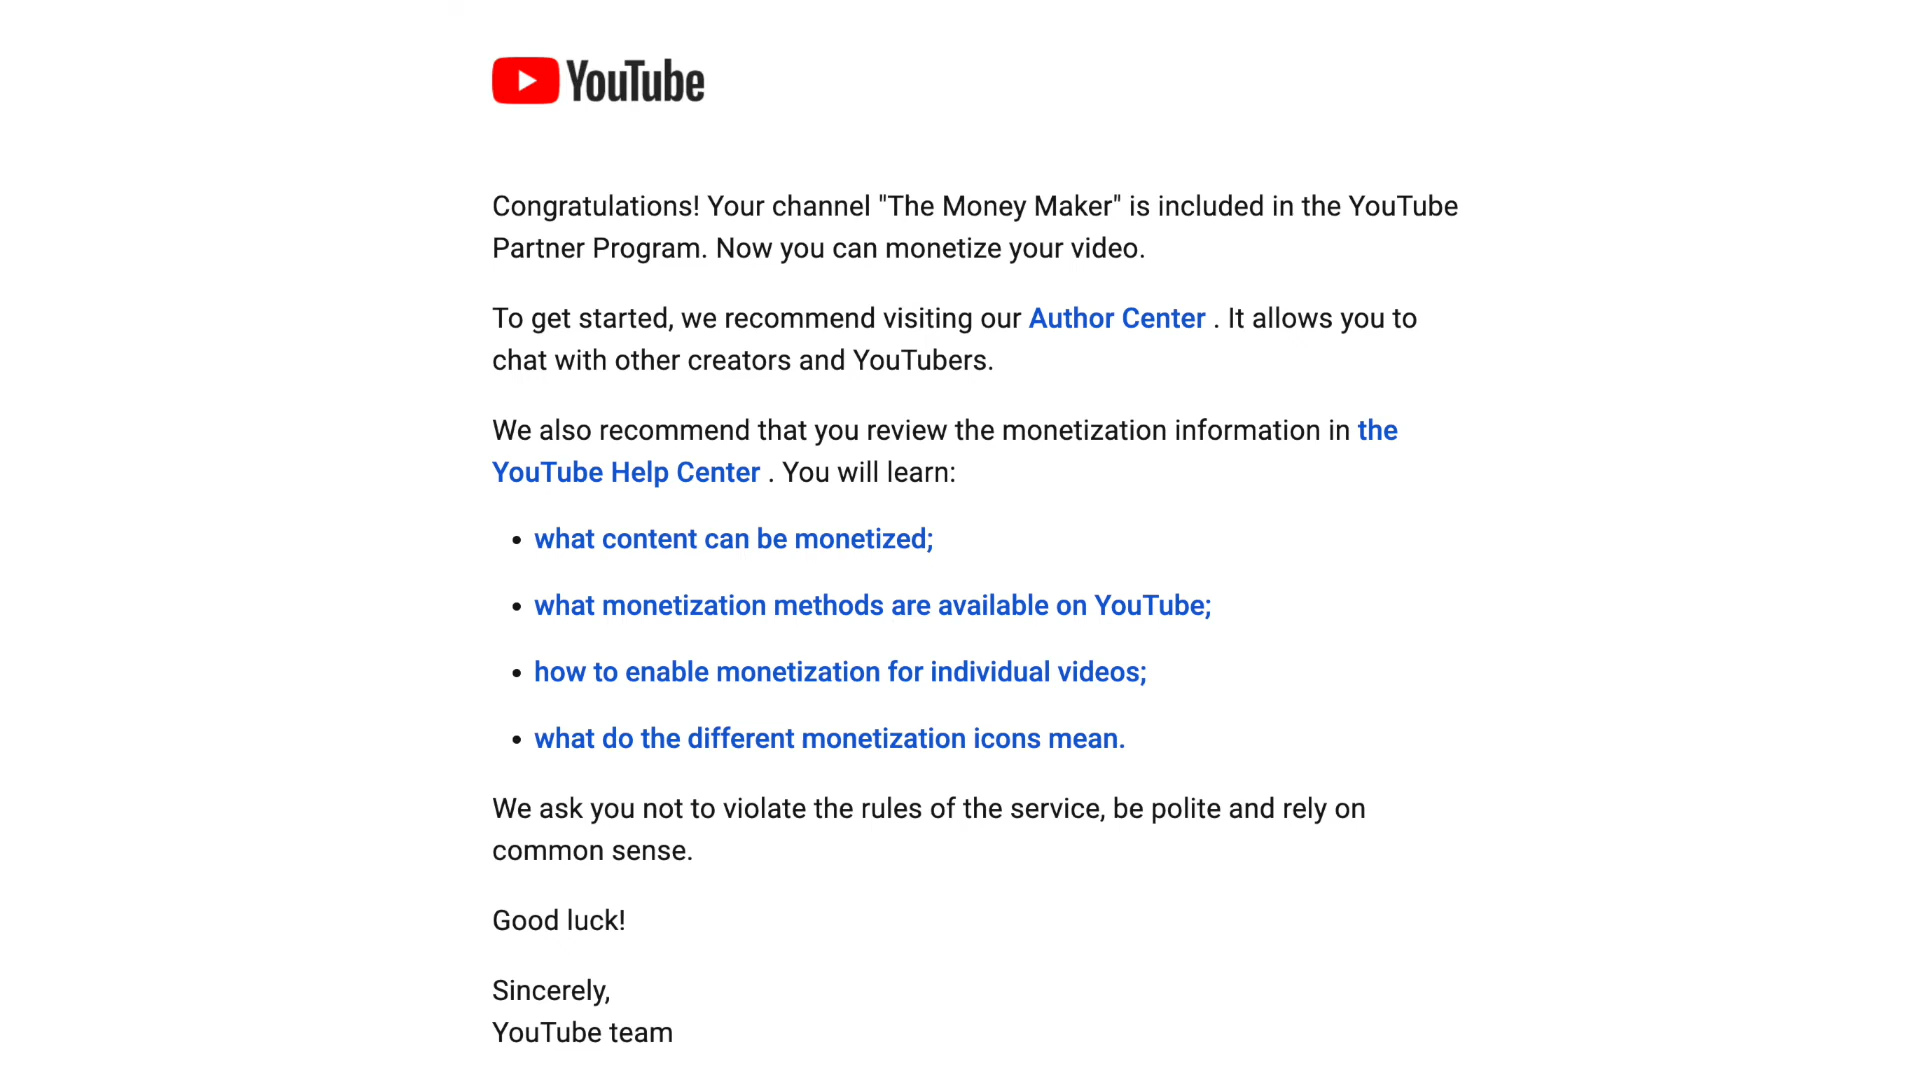 YouTube
Congratulations! Your channel "The Money Maker" is included in the YouTube
Partner Program. Now you can monetize your video.
To get started, we recommend visiting our Author Center . It allows you to
chat with other creators and YouTubers.
We also recommend that you review the monetization information in the
YouTube Help Center . You will learn:
• what content can be monetized;
• what monetization methods are available on YouTube;
• how to enable monetization for individual videos;
• what do the different monetization icons mean.
We ask you not to violate the rules of the service, be polite and rely on
common sense.
Good luck!
Sincerely,
YouTube team